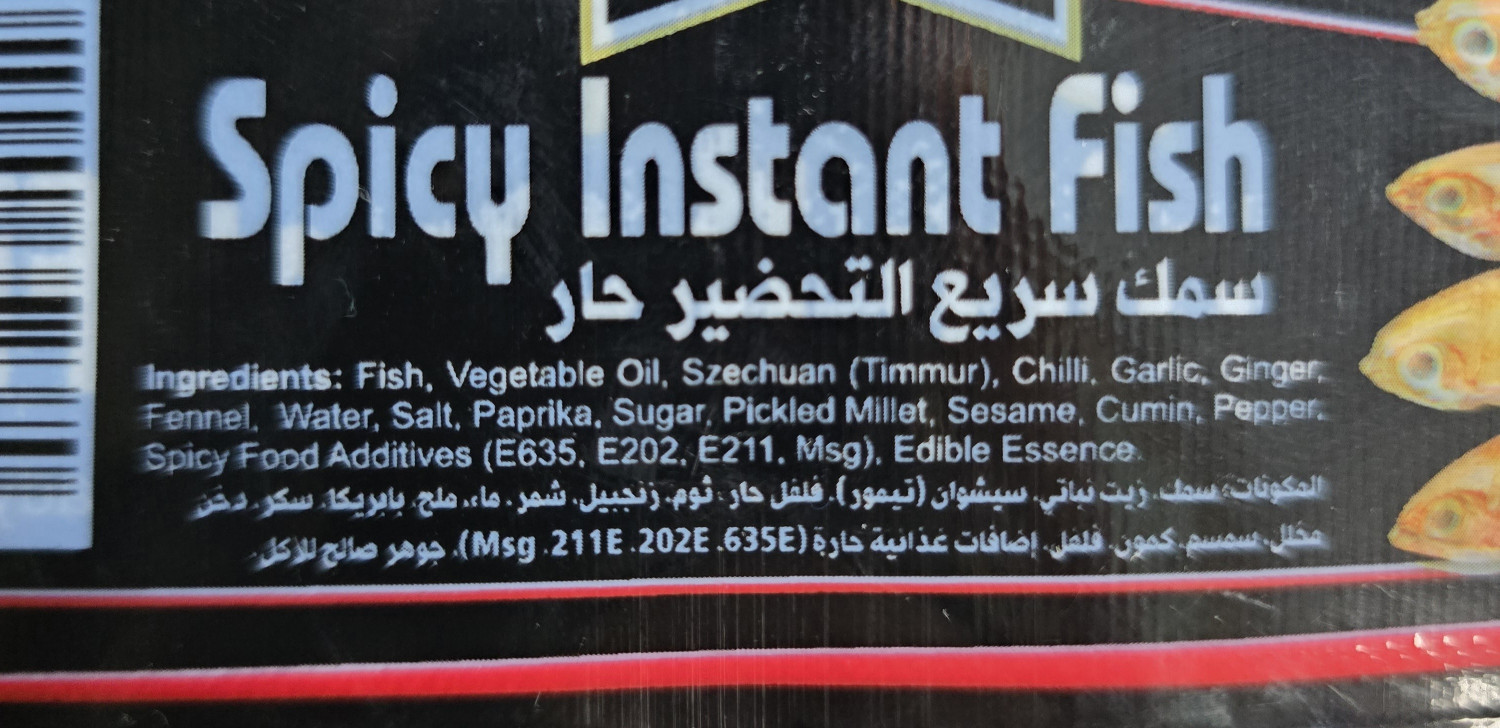 Spicy Instant Fish
سمك سريع التحضير حار
Ingredients: Fish, Vegetable Oil, Szechuan (Timmur), Chilli, Garlic, Ginger,
Fennel, Water, Salt, Paprika, Sugar, Pickled Millet, Sesame, Cumin, Pepper,
Spicy Food Additives (E635, E202, E211, Msg), Edible Essence.
المكونات: سمك، زيت نباتي، سيشوان (تيمور)، فلفل حار، ثوم، زنجبيل، شمر، ماء، ملح، بابريكا، سكر، دخن
مخلل، سمسم، كمون، فلفل، إضافات غذائية حارة (635E، 202E، 211E، Msg)، جوهر صالح للأكل.